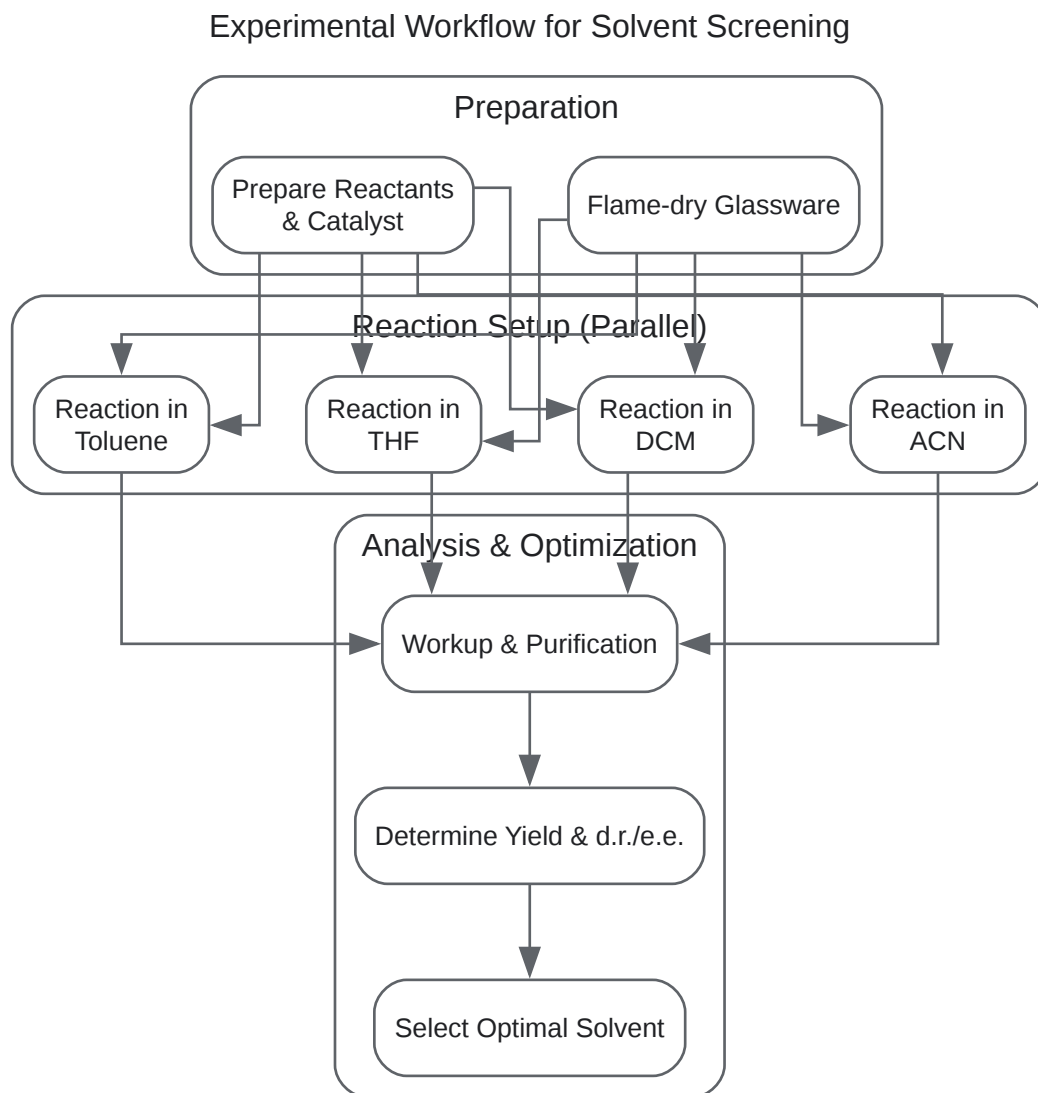 Experimental Workflow for Solvent Screening
Preparation
Prepare Reactants
& Catalyst
Flame-dry Glassware
Reaction Setup (Parallel)
Reaction in
Toluene
Reaction in
THF
Reaction in
DCM
Reaction in
ACN
Analysis & Optimization
Workup & Purification
Determine Yield & d.r./e.e.
Select Optimal Solvent